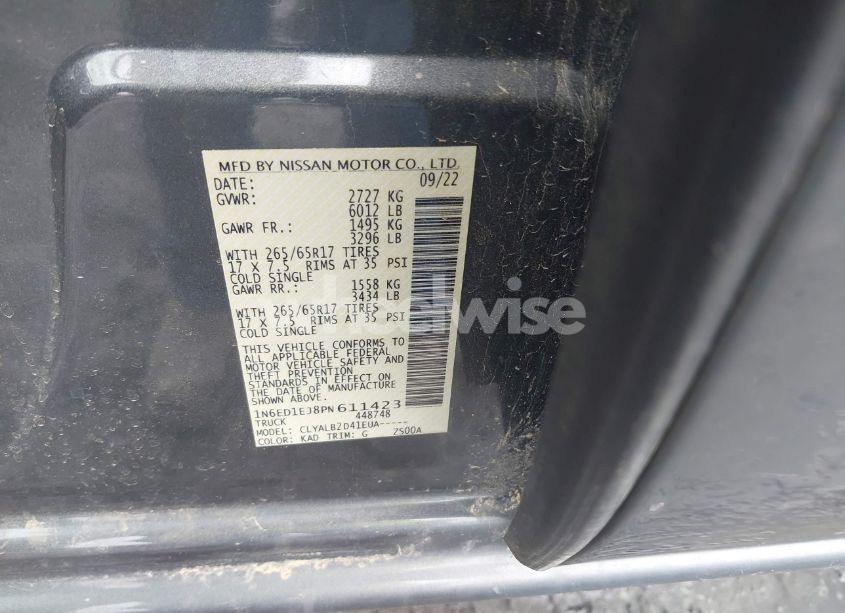 MFD BY NISSAN MOTOR CO., LTD.
DATE: 09/22
GVWR: 2727 KG
6012 LB
GAWR FR.: 1495 KG
3296 LB
WITH 265/65R17 TIRES
17 X 7.5 RIMS AT 35 PSI
COLD SINGLE
GAWR RR.: 1558 KG
3434 LB
WITH 265/65R17 TIRES
17 X 7.5 RIMS AT 35 PSI
COLD SINGLE
THIS VEHICLE CONFORMS TO
ALL APPLICABLE FEDERAL
MOTOR VEHICLE SAFETY AND
THEFT PREVENTION
STANDARDS IN EFFECT ON
THE DATE OF MANUFACTURE
SHOWN ABOVE.
1N6ED1EJ8PN611423
TRUCK 448748
MODEL: CLYALBZD41EUA-----
COLOR: KAD TRIM: G ZS00A
wheelwise